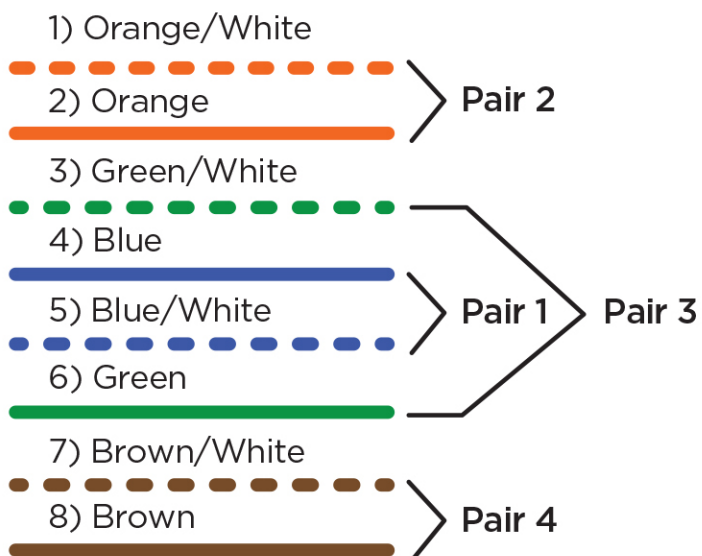 1) Orange/White
2) Orange
Pair 2
3) Green/White
4) Blue
5) Blue/White
Pair 1
Pair 3
6) Green
7) Brown/White
8) Brown
Pair 4